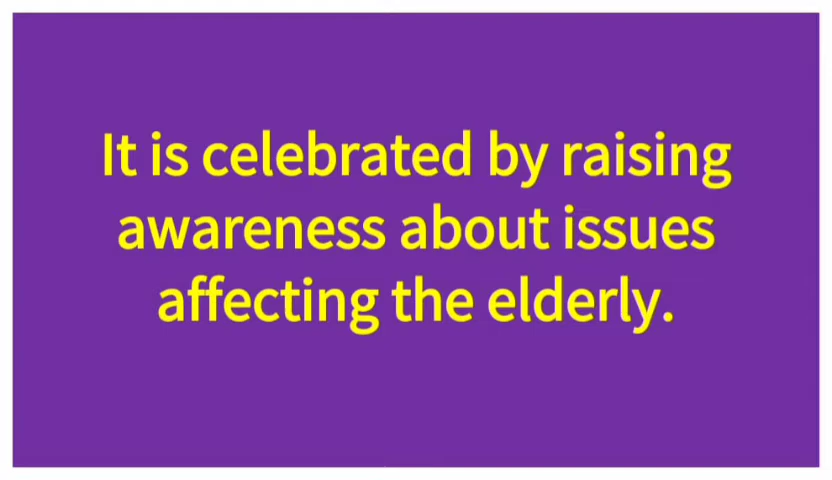 It is celebrated by raising
awareness about issues
affecting the elderly.